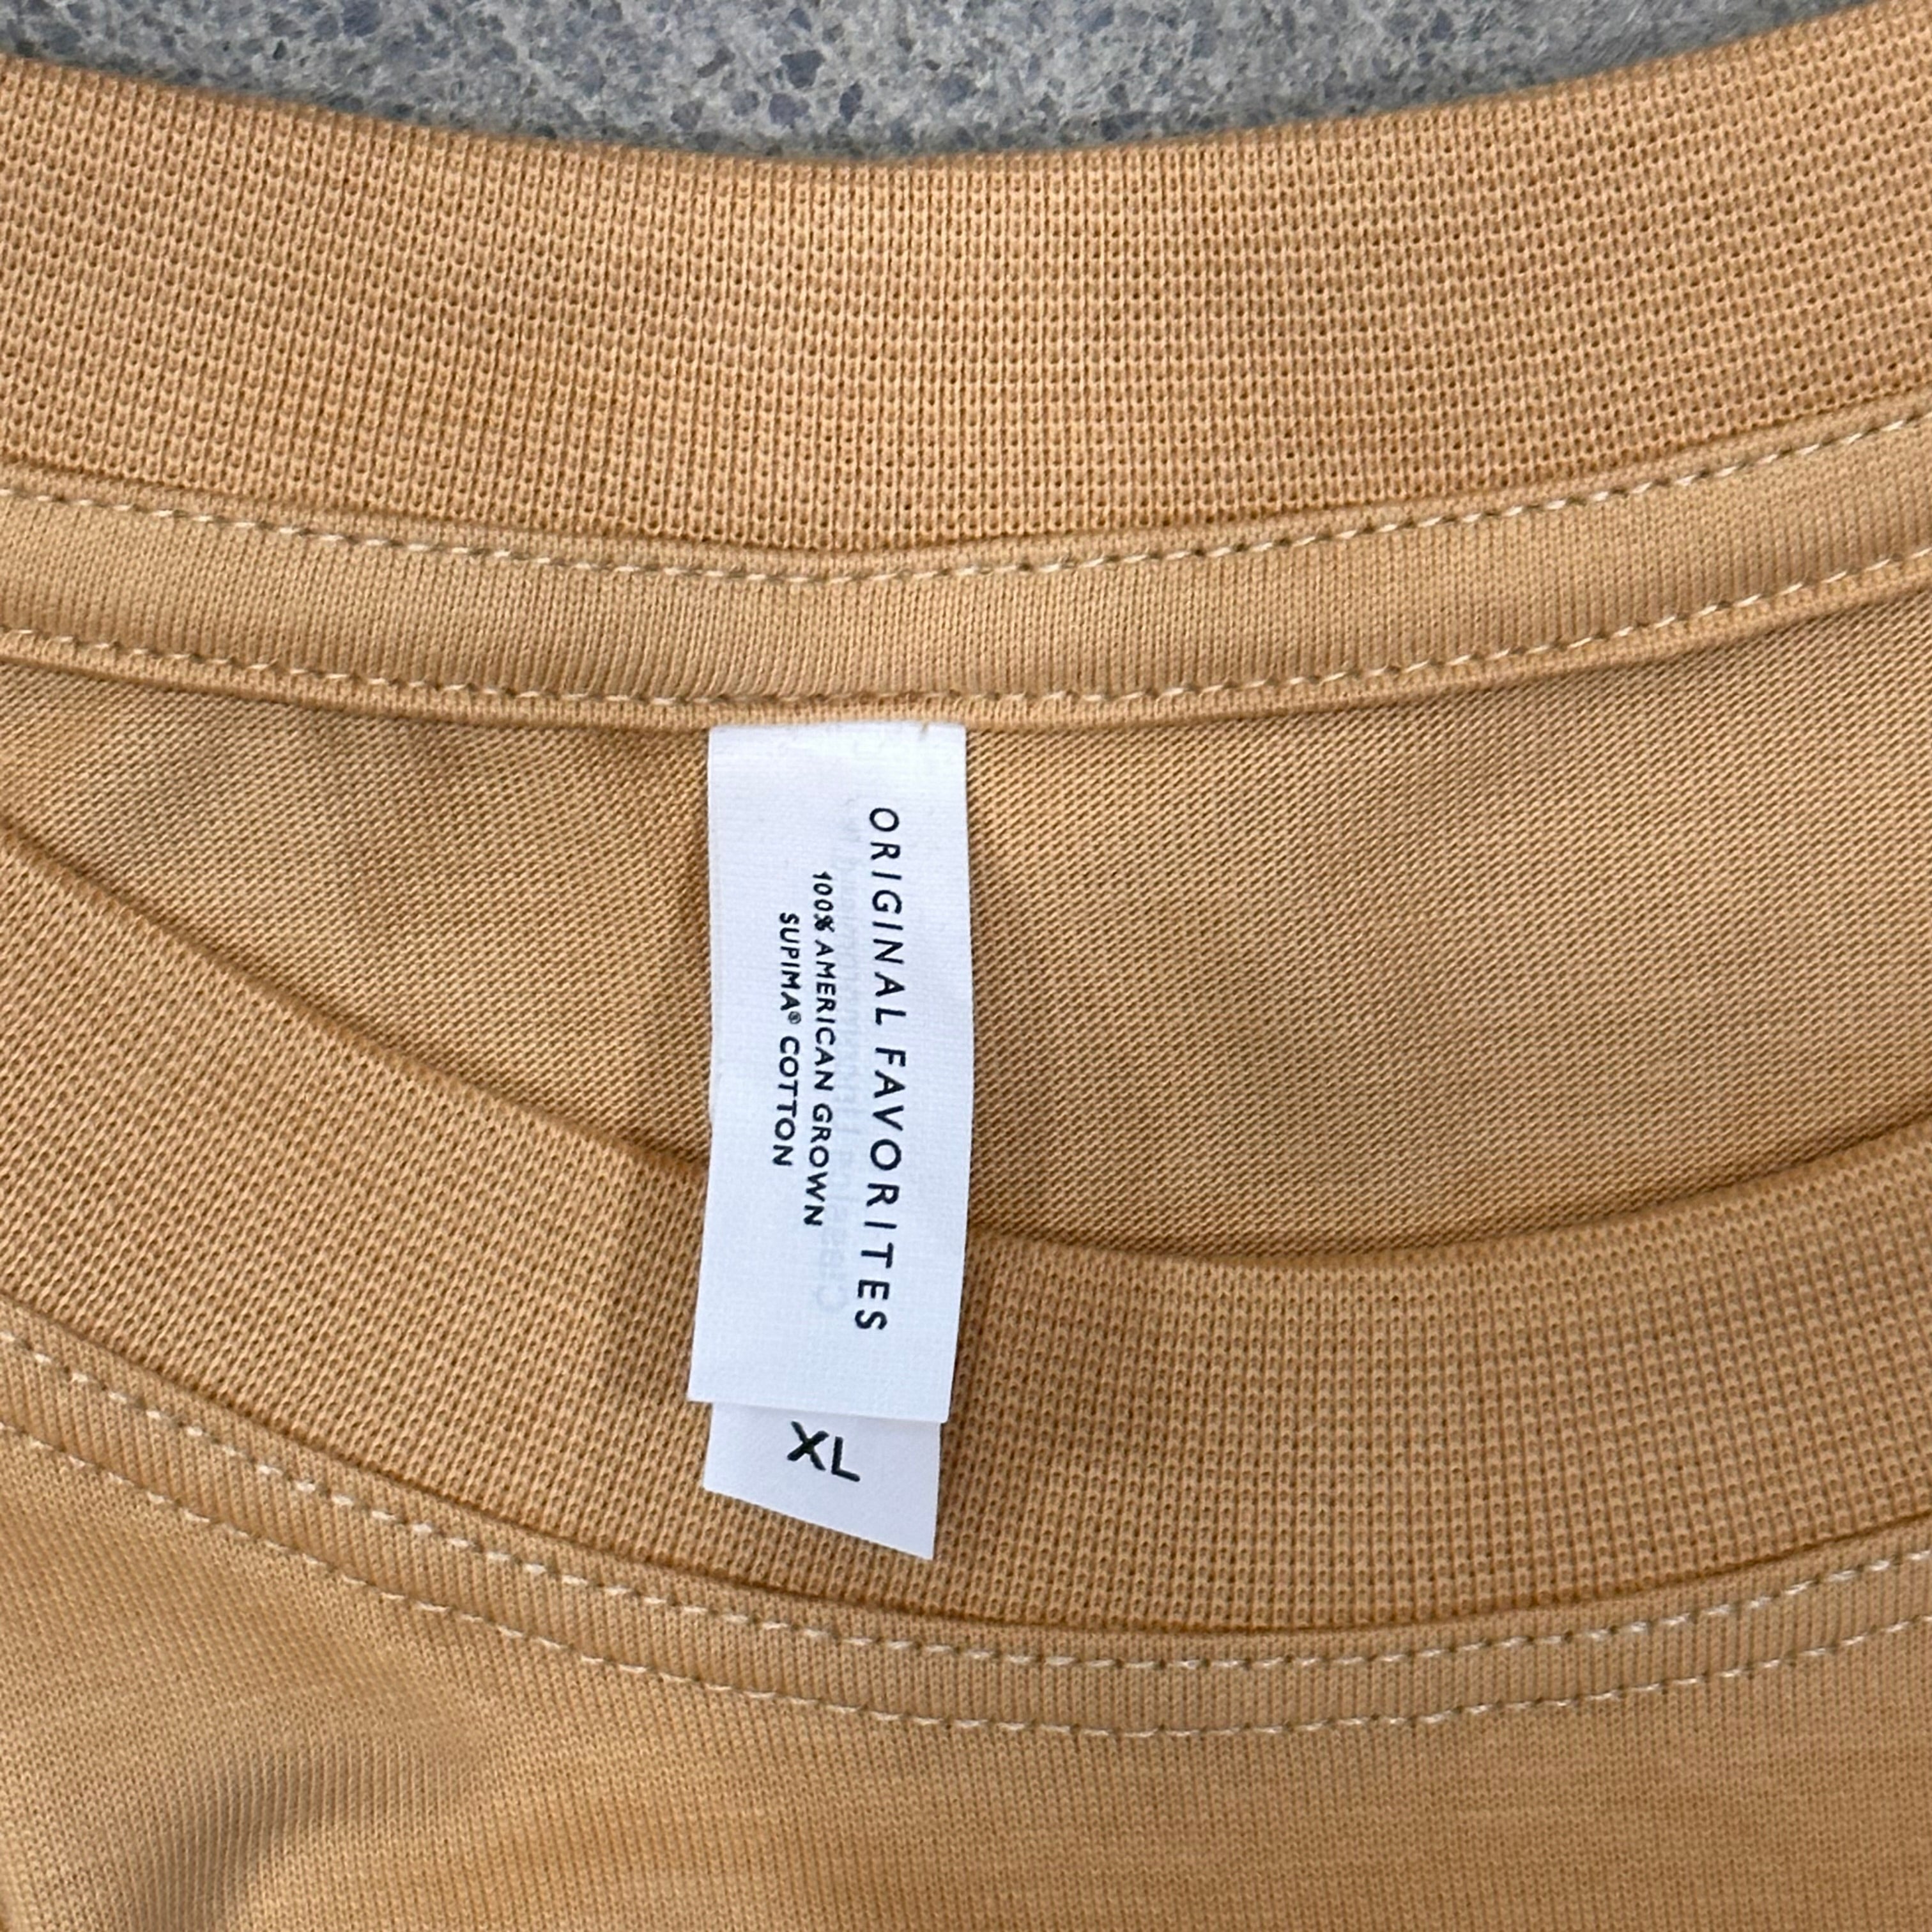 ORIGINAL FAVORITES
100% AMERICAN GROWN
SUPIMA® COTTON
XL